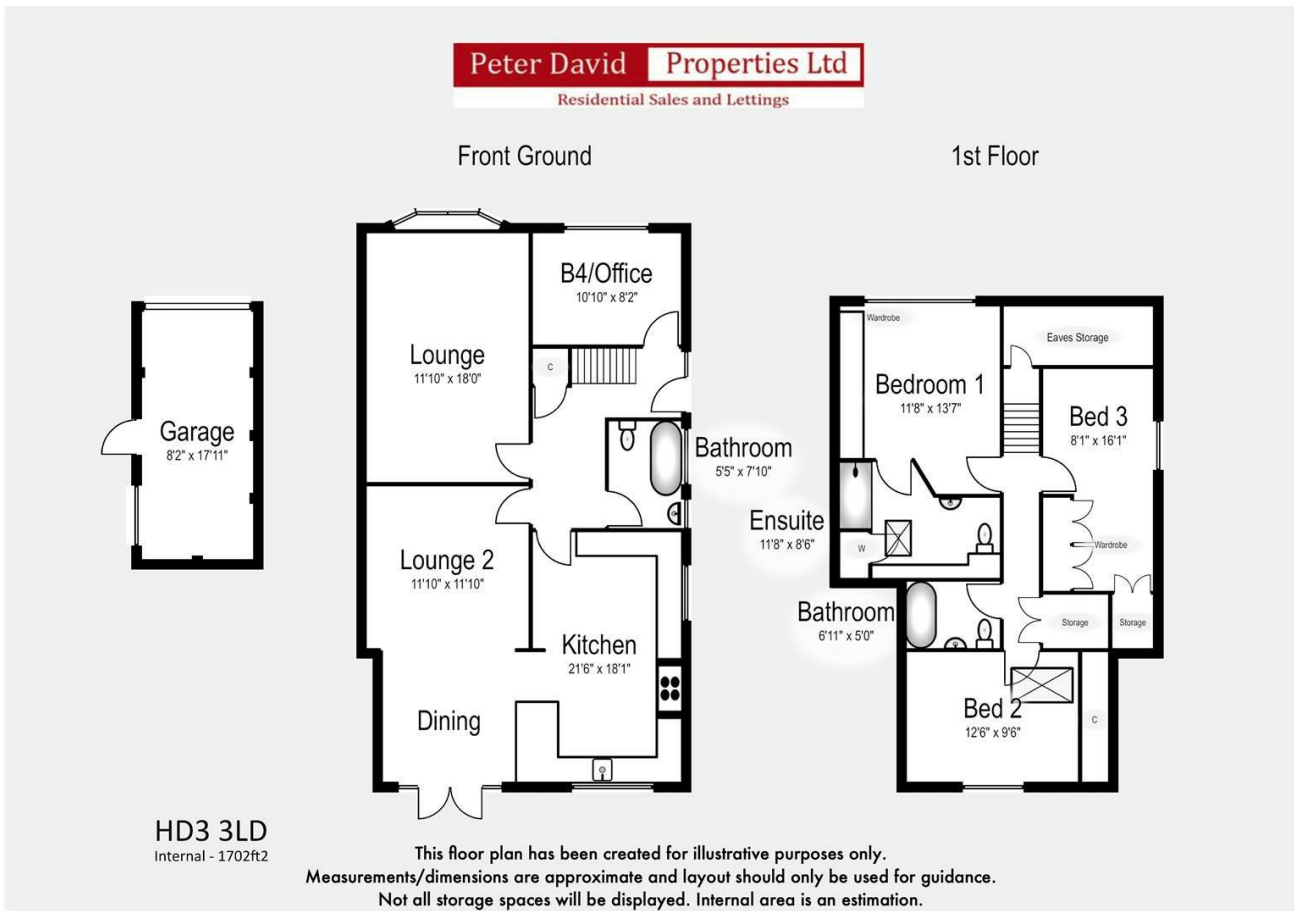 Peter David Properties Ltd
Residential Sales and Lettings
Front Ground
1st Floor
B4/Office
10'10" x 8'2"
Lounge
11'10" x 18'0"
C
Garage
8'2" x 17'11"
Bathroom
5'5" x 7'10"
Lounge 2
11'10" x 11'10"
Kitchen
21'6" x 18'1"
Dining
Wardrobe
Eaves Storage
Bedroom 1
11'8" x 13'7"
Bed 3
8'1" x 16'1"
Ensuite
11'8" x 8'6"
W
Wardrobe
Bathroom
6'11" x 5'0"
Storage
Storage
Bed 2
12'6" x 9'6"
C
HD3 3LD
Internal - 1702ft2
This floor plan has been created for illustrative purposes only.
Measurements/dimensions are approximate and layout should only be used for guidance.
Not all storage spaces will be displayed. Internal area is an estimation.